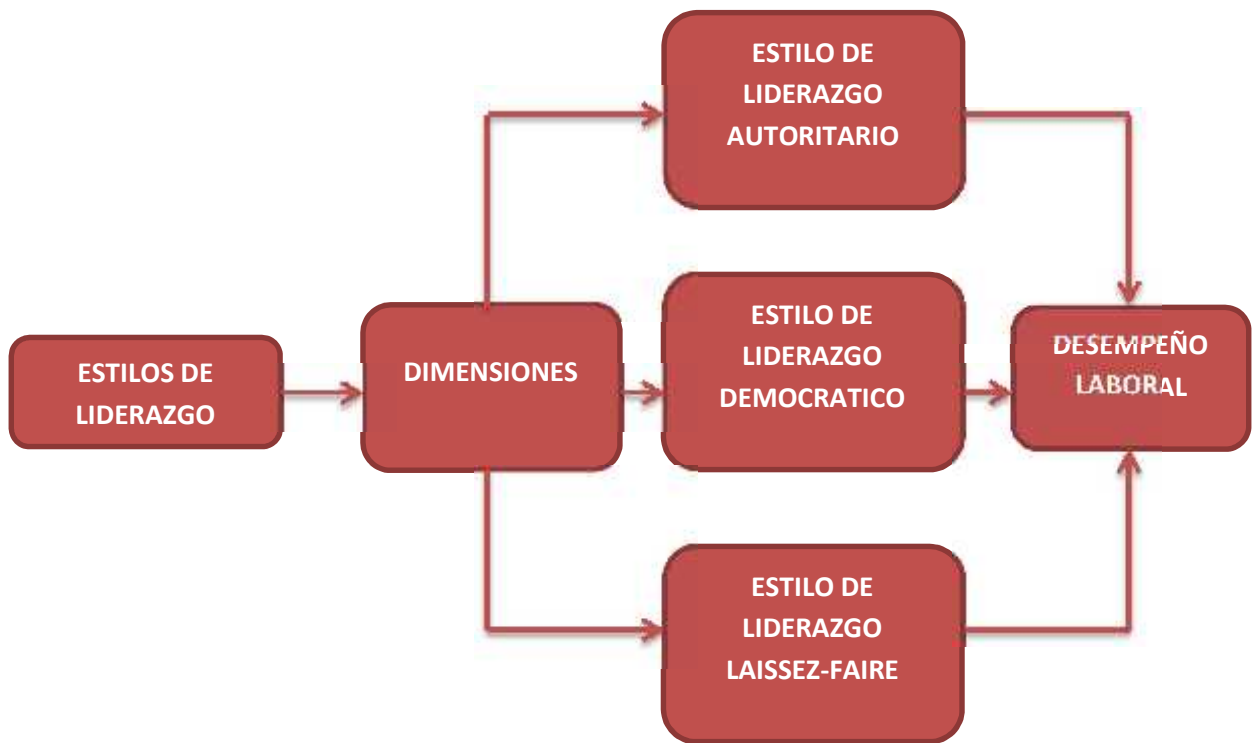 ESTILO DE
LIDERAZGO
AUTORITARIO
ESTILOS DE
LIDERAZGO
DIMENSIONES
ESTILO DE
LIDERAZGO
DEMOCRATICO
DESEMPEÑO
LABORAL
ESTILO DE
LIDERAZGO
LAISSEZ-FAIRE